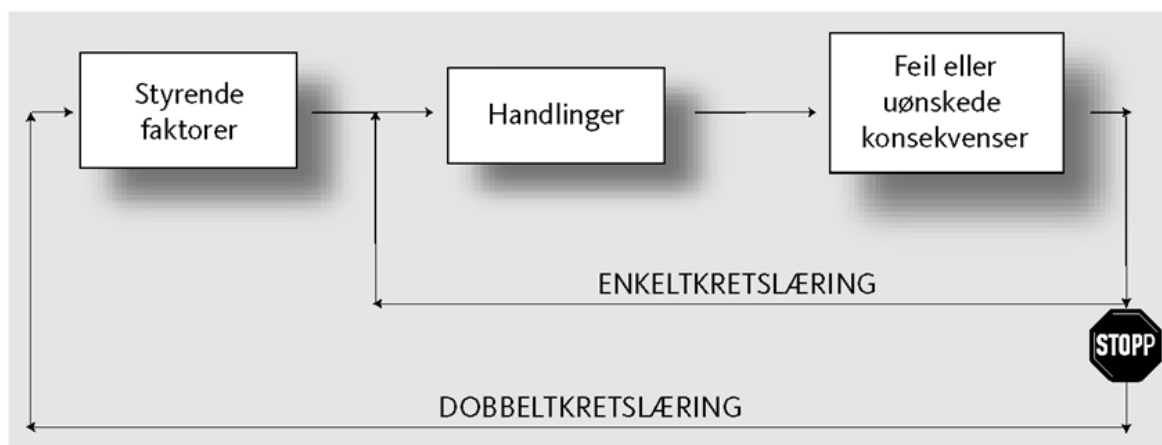 Styrende
faktorer
Handlinger
Feil eller
uønskede
konsekvenser
ENKELTKRETSLÆRING
STOPP
DOBBELTKRETSLÆRING